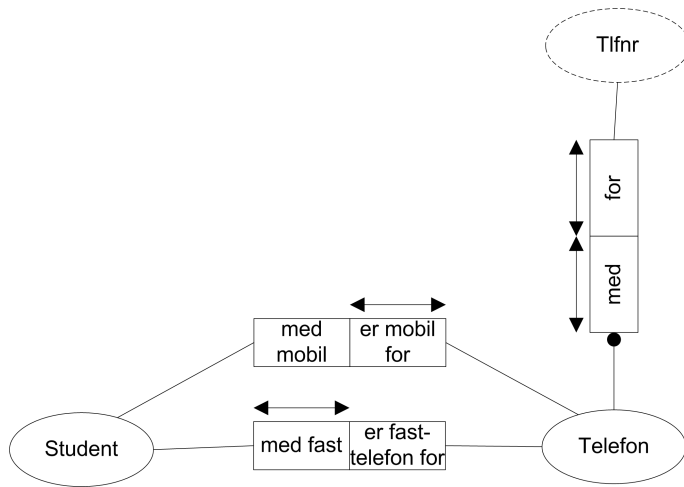 Tlfnr
for
med
med
mobil
er mobil
for
Student
med fast
er fast-
telefon for
Telefon